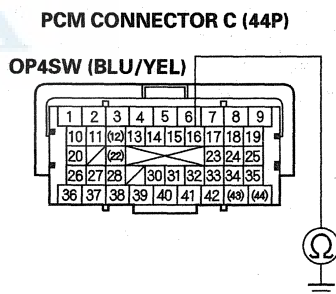 PCM CONNECTOR C (44P)
OP4SW (BLU/YEL)
1 2 3 4 5 6 7 8 9
10 11 (12) 13 14 15 16 17 18 19
20 (22) 23 24 25
26 27 28 30 31 32 33 34 35
36 37 38 39 40 41 42 (43) (44)
Ω